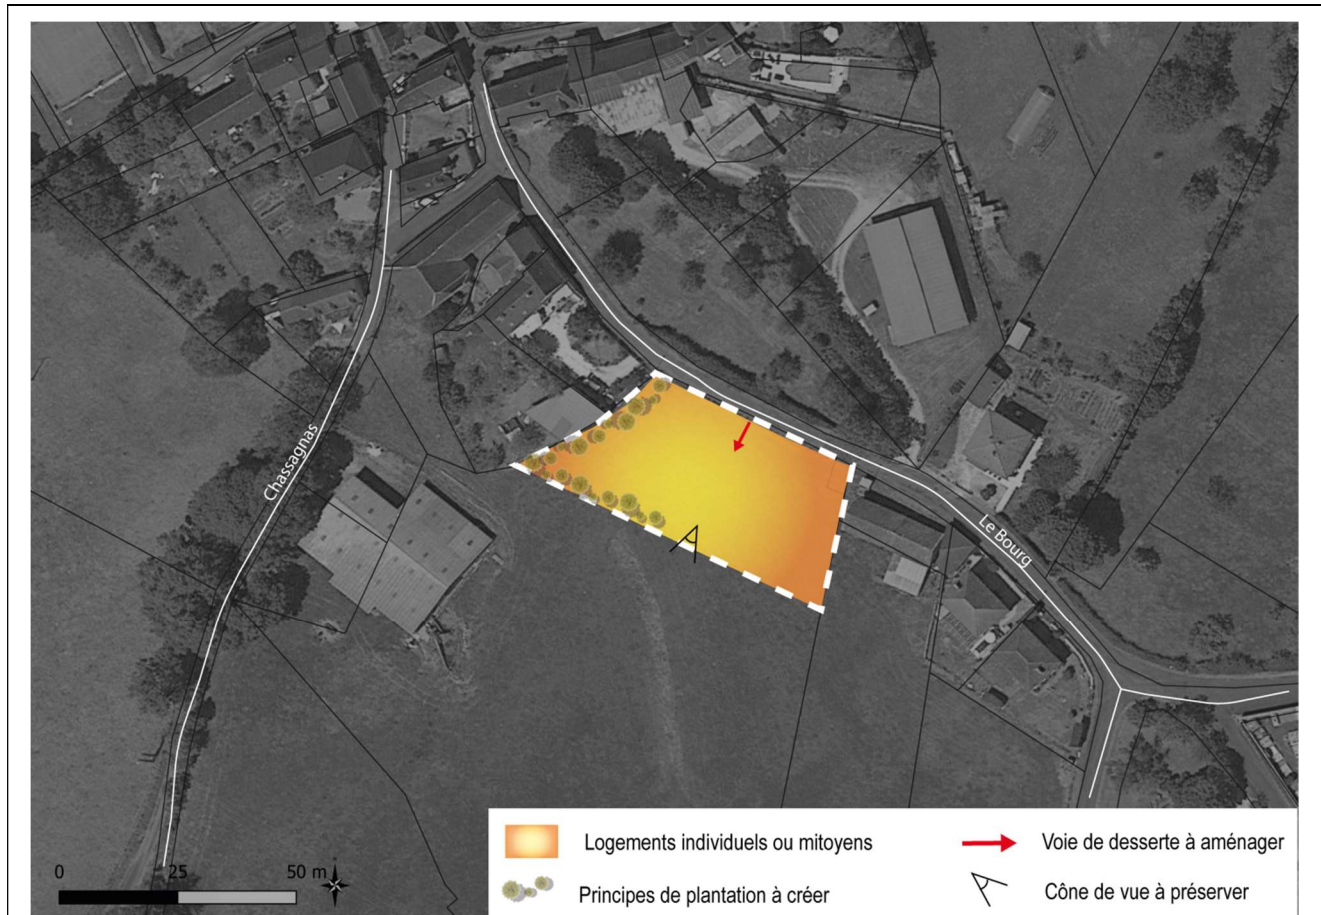 Chassagnas
Le Bourg
Logements individuels ou mitoyens
Voie de desserte à aménager
Principes de plantation à créer
Cône de vue à préserver
0 25 50 m